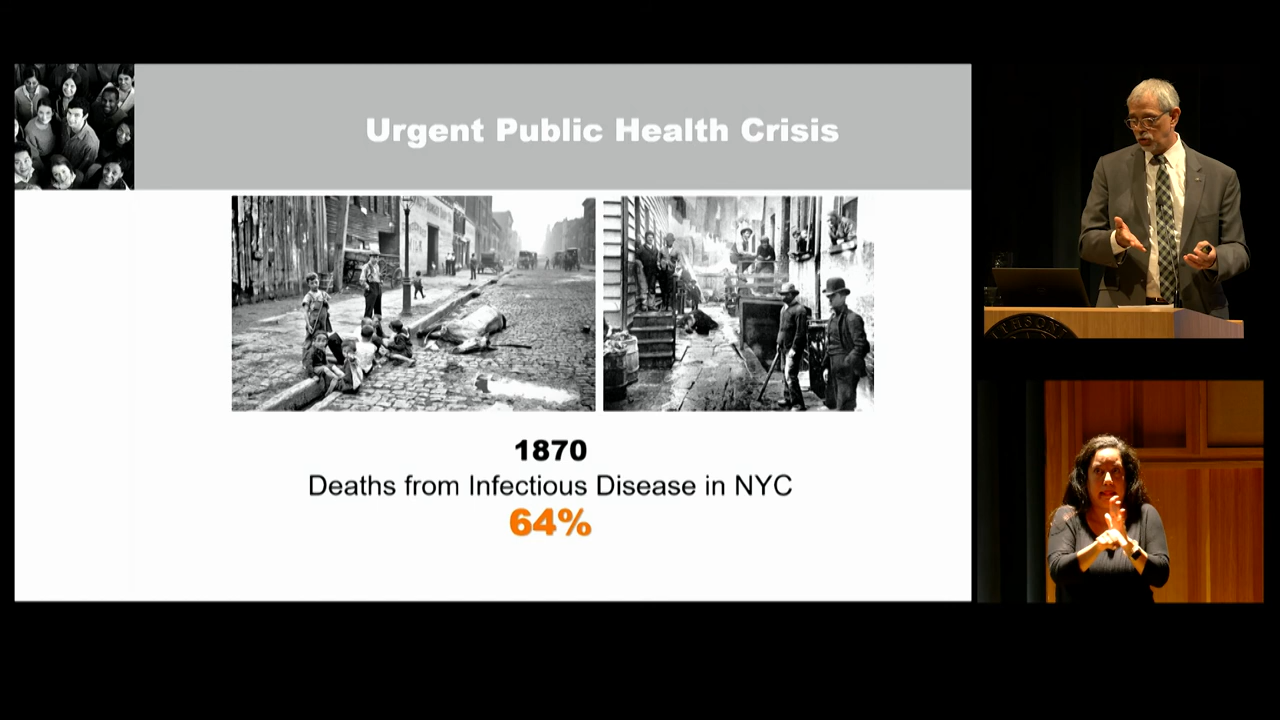 Urgent Public Health Crisis
1870
Deaths from Infectious Disease in NYC
64%